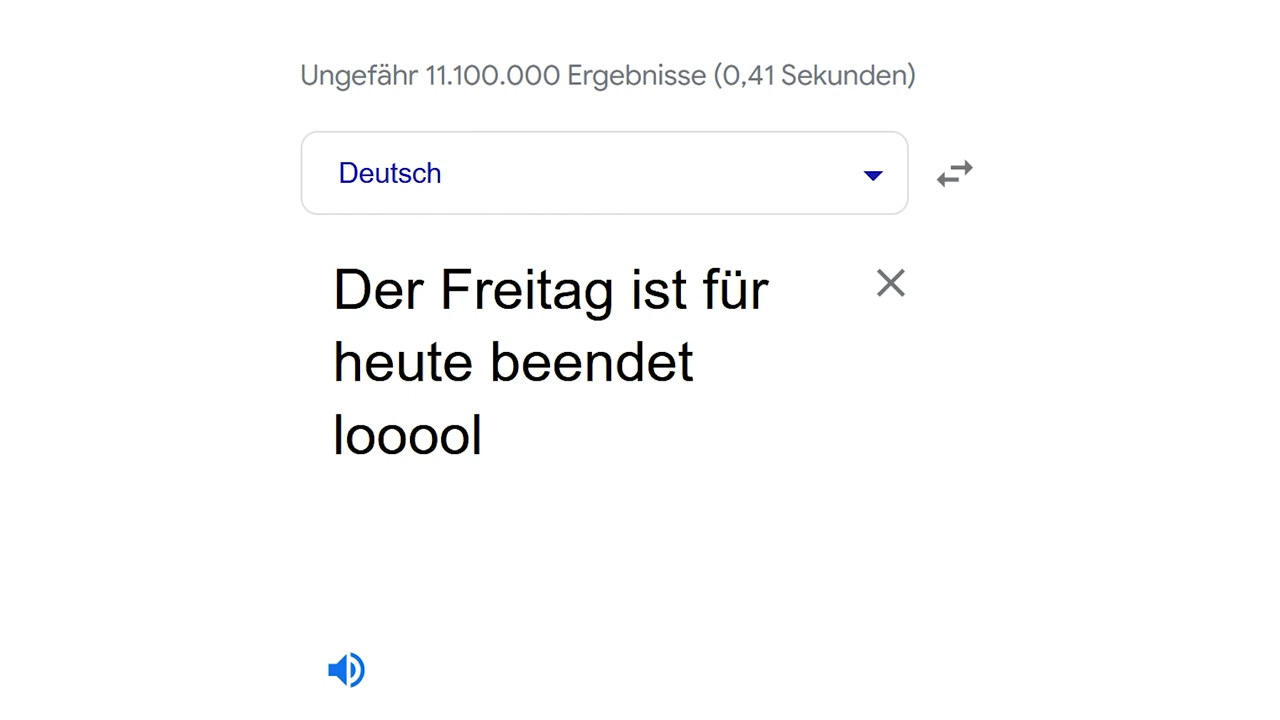 Ungefähr 11.100.000 Ergebnisse (0,41 Sekunden)
Deutsch
Der Freitag ist für
heute beendet
looool